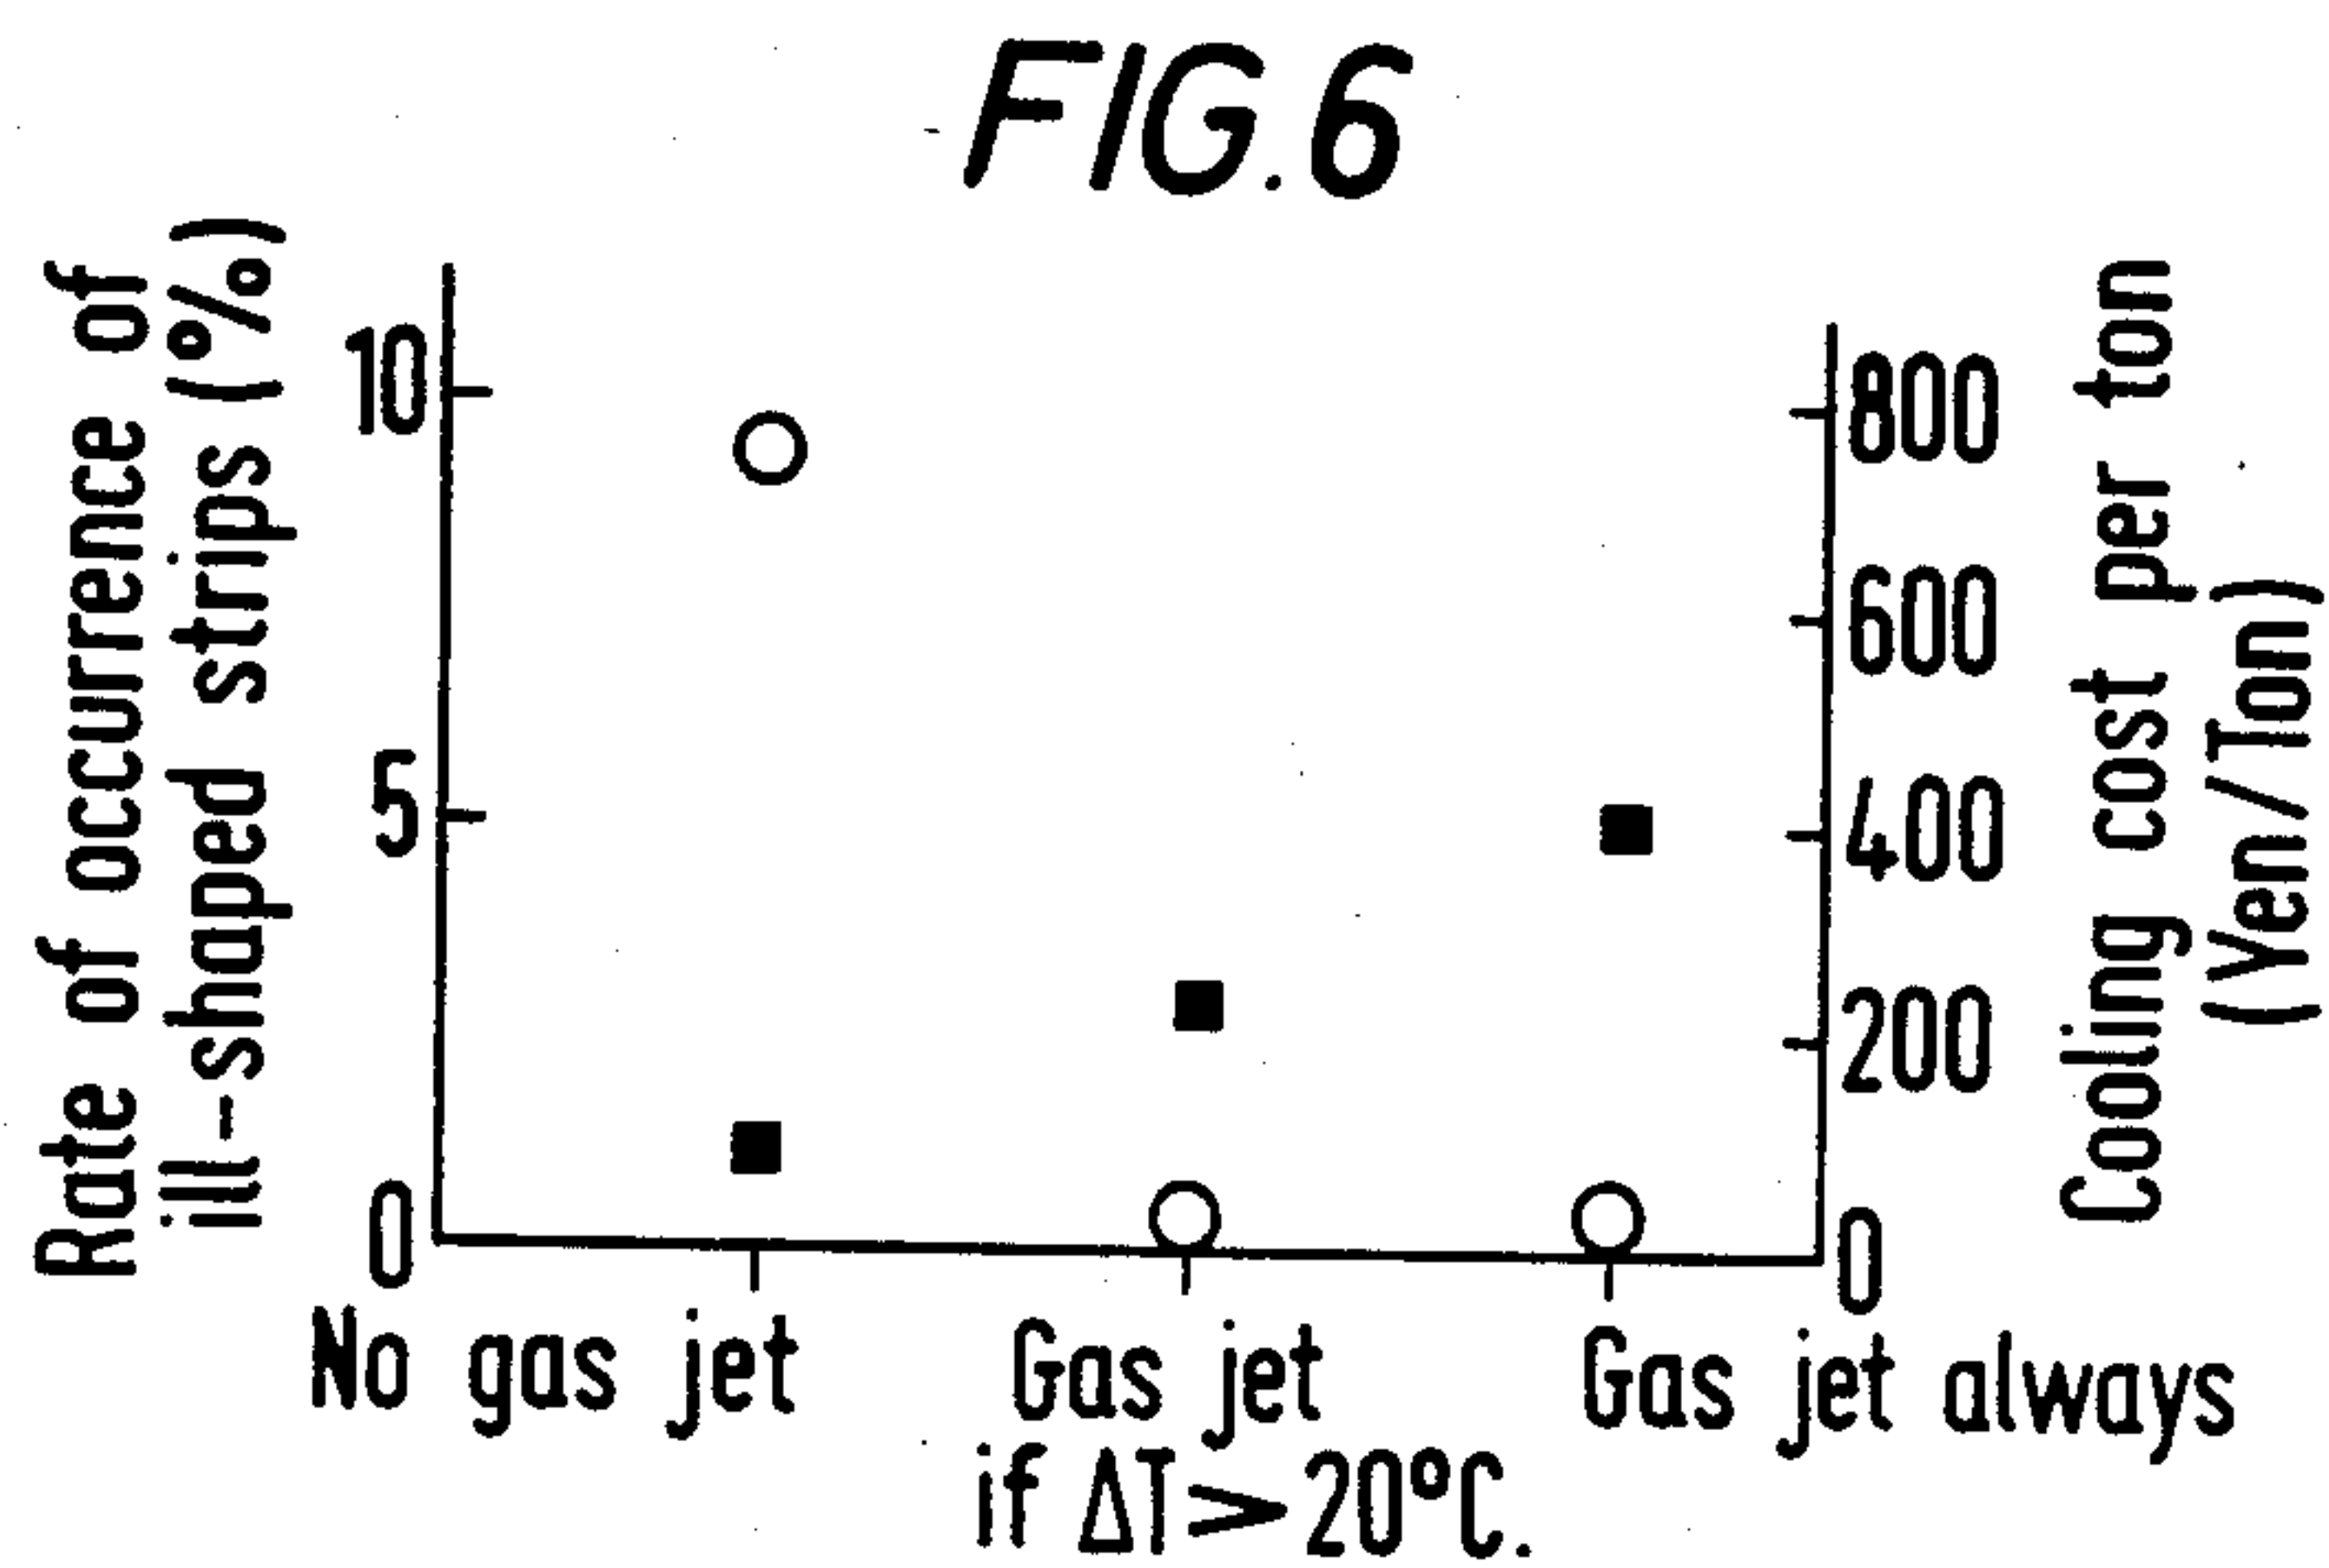 FIG. 6
Rate of occurrence of
ill-shaped strips (%)
10
5
0
800
600
400
200
0
Cooling cost per ton
(Yen/Ton)
No gas jet
Gas jet
if ΔT > 20°C.
Gas jet always